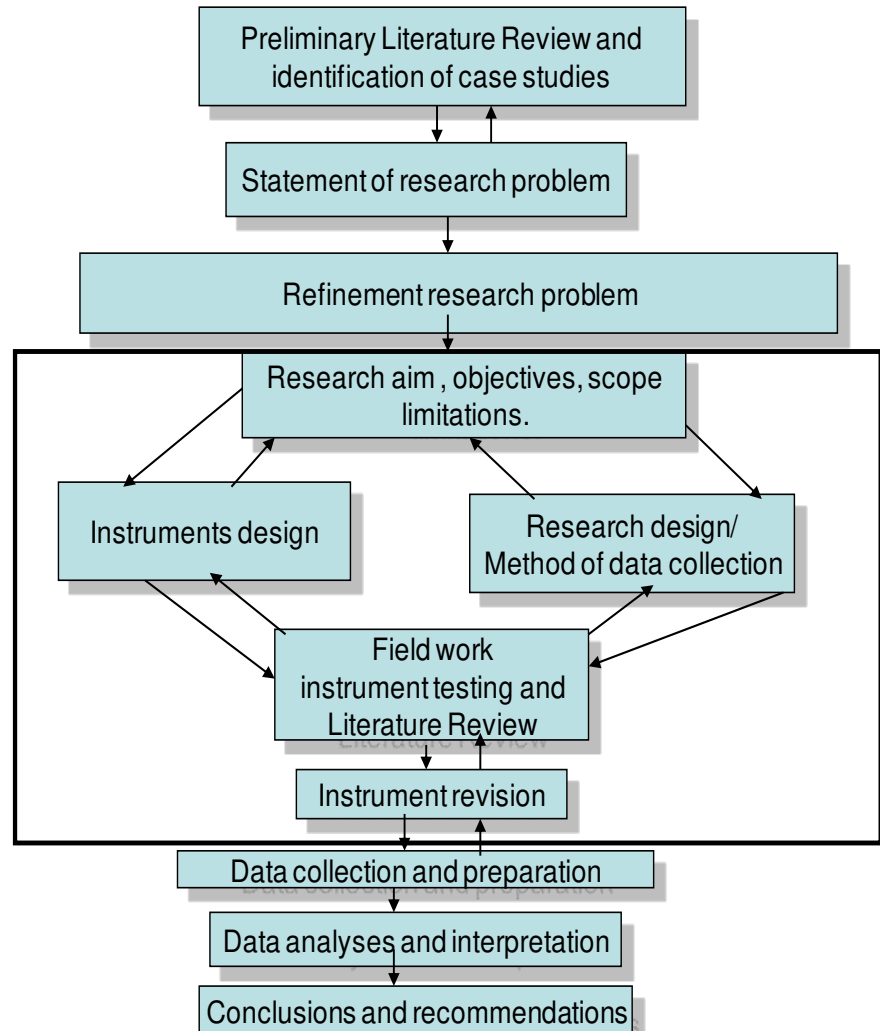 Preliminary Literature Review and
identification of case studies
Statement of research problem
Refinement research problem
Research aim , objectives, scope
limitations.
Instruments design
Research design/
Method of data collection
Field work
instrument testing and
Literature Review
Instrument revision
Data collection and preparation
Data analyses and interpretation
Conclusions and recommendations